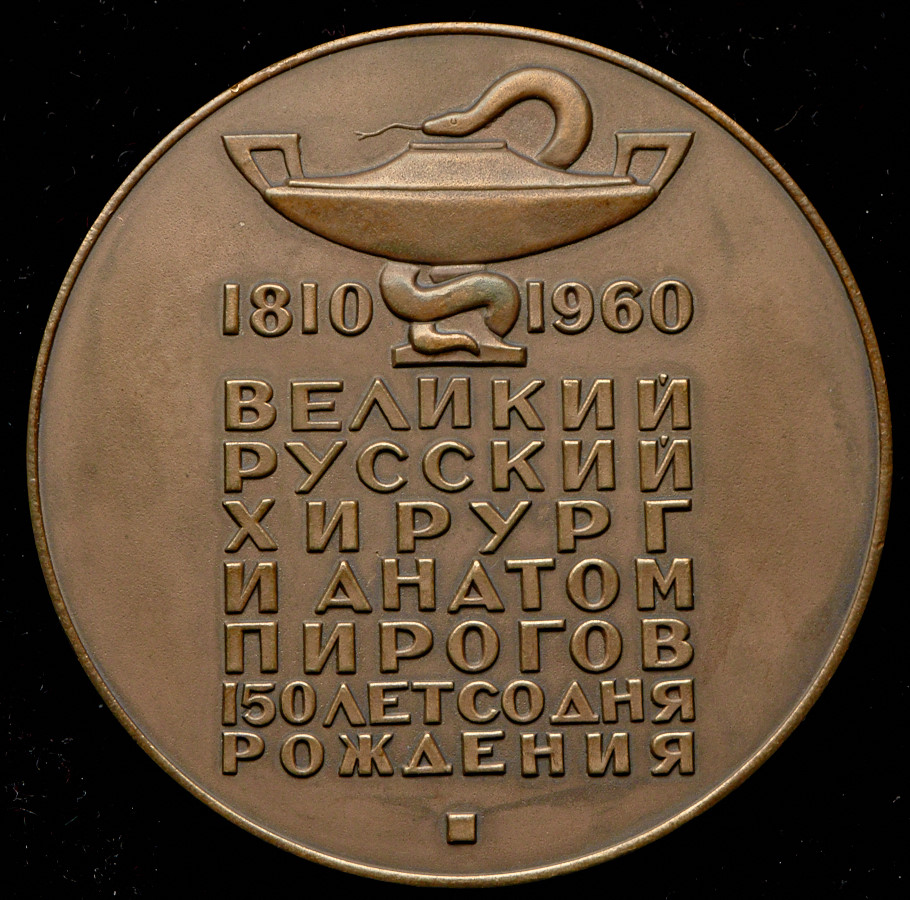 1810 1960
ВЕЛИКИЙ
РУССКИЙ
ХИРУРГ
И АНАТОМ
ПИРОГОВ
150 ЛЕТ СО ДНЯ
РОЖДЕНИЯ